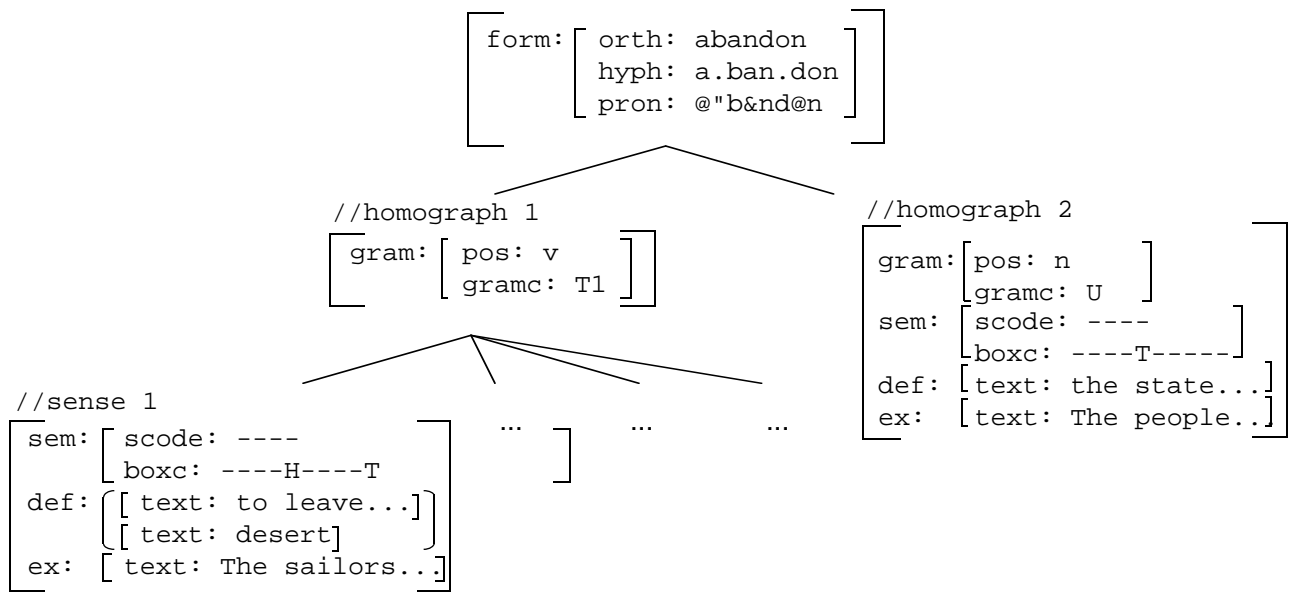 form: orth: abandon
hyph: a.ban.don
pron: @"b&nd@n
//homograph 1
gram: pos: v
gramc: T1
//homograph 2
gram: pos: n
gramc: U
sem: scode: ----
boxc: ----T-----
def: [text: the state...]
ex: [text: The people...]
//sense 1
sem: scode: ----
boxc: ----H----T
def: ([text: to leave...]
[text: desert])
ex: [text: The sailors...]
... ... ...